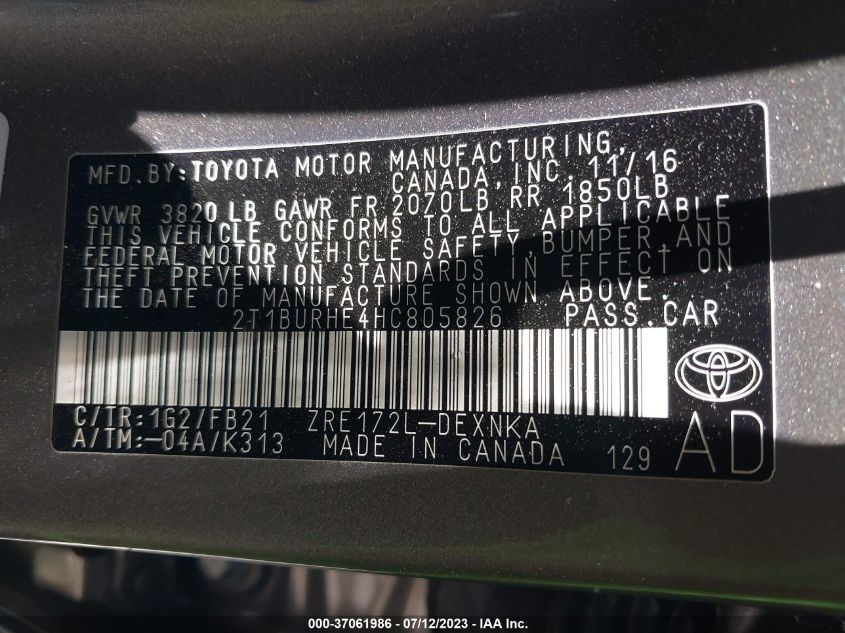 MFD. BY: TOYOTA MOTOR MANUFACTURING,
CANADA, INC. 11/16
GVWR 3820 LB GAWR FR 2070LB, RR 1850LB
THIS VEHICLE CONFORMS TO ALL APPLICABLE
FEDERAL MOTOR VEHICLE SAFETY, BUMPER, AND
THEFT PREVENTION STANDARDS IN EFFECT ON
THE DATE OF MANUFACTURE SHOWN ABOVE.
2T1BURHE4HC805826 PASS.CAR
C/TR:1G2/FB21 ZRE172L-DEXNKA
A/TM:-04A/K313 MADE IN CANADA 129 AD
000-37061986 - 07/12/2023 - IAA Inc.